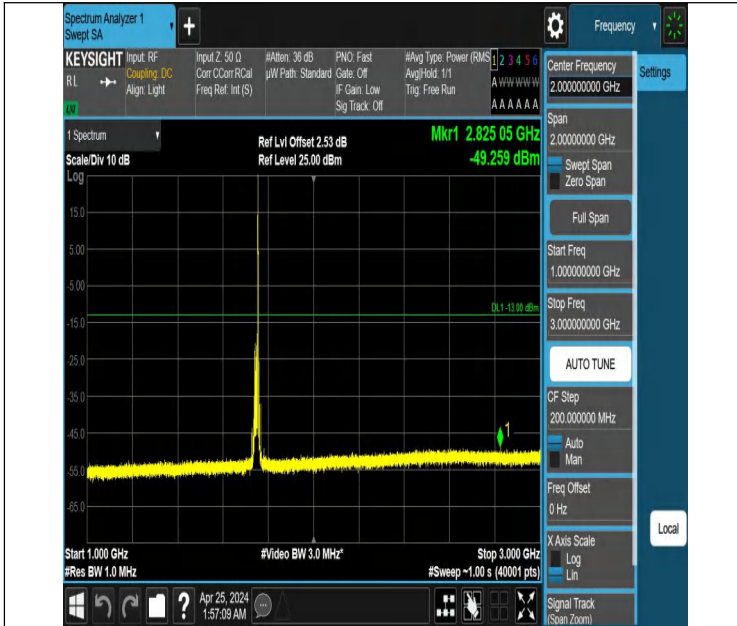 Spectrum Analyzer 1
Swept SA
+
Frequency
KEYSIGHT
RL
Input: RF
Coupling: DC
Align: Light
Input Z: 50 Ω
Corr CCorr RCal
Freq Ref: Int (S)
#Atten: 36 dB
µW Path: Standard
PNO: Fast
Gate: Off
IF Gain: Low
Sig Track: Off
#Avg Type: Power (RMS
Avg|Hold: 1/1
Trig: Free Run
1 2 3 4 5 6
A W W W W W
A A A A A A
1 Spectrum
Scale/Div 10 dB
Log
Ref Lvl Offset 2.53 dB
Ref Level 25.00 dBm
Mkr1 2.825 05 GHz
-49.259 dBm
15.0
5.00
-5.00
-15.0
-25.0
-35.0
-45.0
-55.0
-65.0
DL1 -13.00 dBm
1
Start 1.000 GHz
#Res BW 1.0 MHz
#Video BW 3.0 MHz*
Stop 3.000 GHz
#Sweep ~1.00 s (40001 pts)
Center Frequency
2.000000000 GHz
Settings
Span
2.00000000 GHz
Swept Span
Zero Span
Full Span
Start Freq
1.000000000 GHz
Stop Freq
3.000000000 GHz
AUTO TUNE
CF Step
200.000000 MHz
Auto
Man
Freq Offset
0 Hz
X Axis Scale
Log
Lin
Signal Track
(Span Zoom)
Local
?
Apr 25, 2024
1:57:09 AM